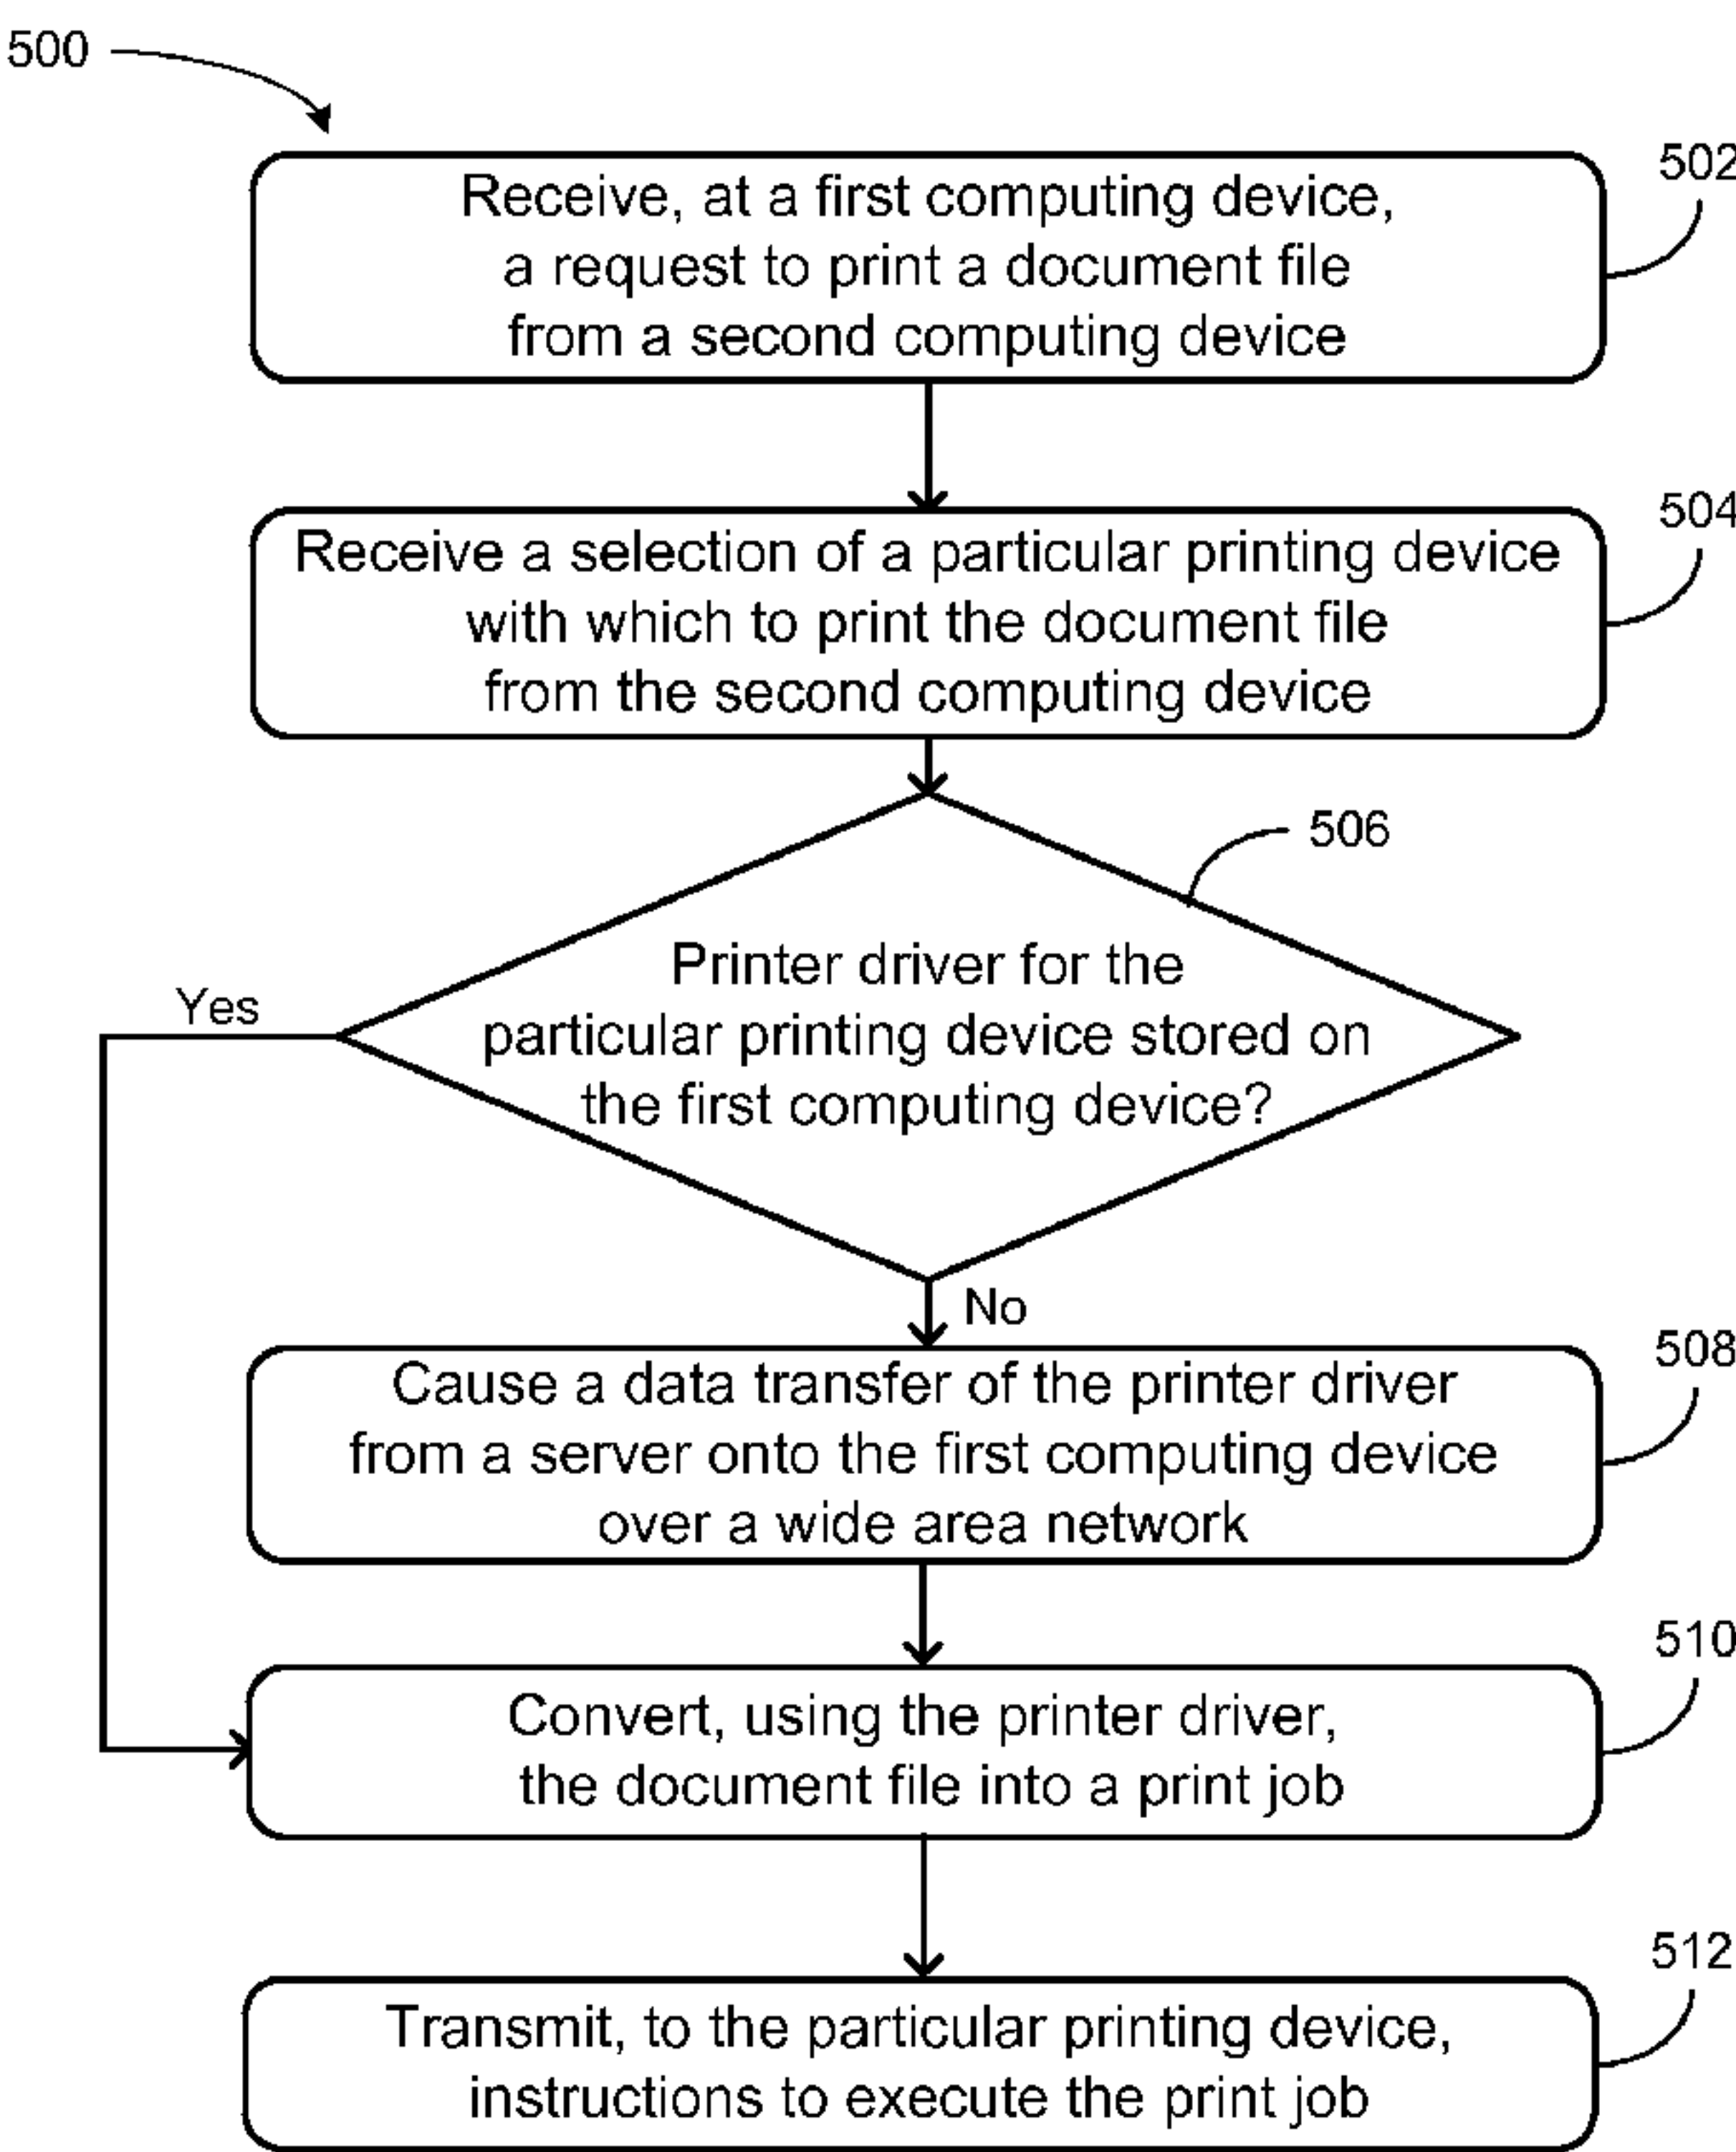 500
502
Receive, at a first computing device,
a request to print a document file
from a second computing device
504
Receive a selection of a particular printing device
with which to print the document file
from the second computing device
506
Printer driver for the
particular printing device stored on
the first computing device?
Yes
No
508
Cause a data transfer of the printer driver
from a server onto the first computing device
over a wide area network
510
Convert, using the printer driver,
the document file into a print job
512
Transmit, to the particular printing device,
instructions to execute the print job